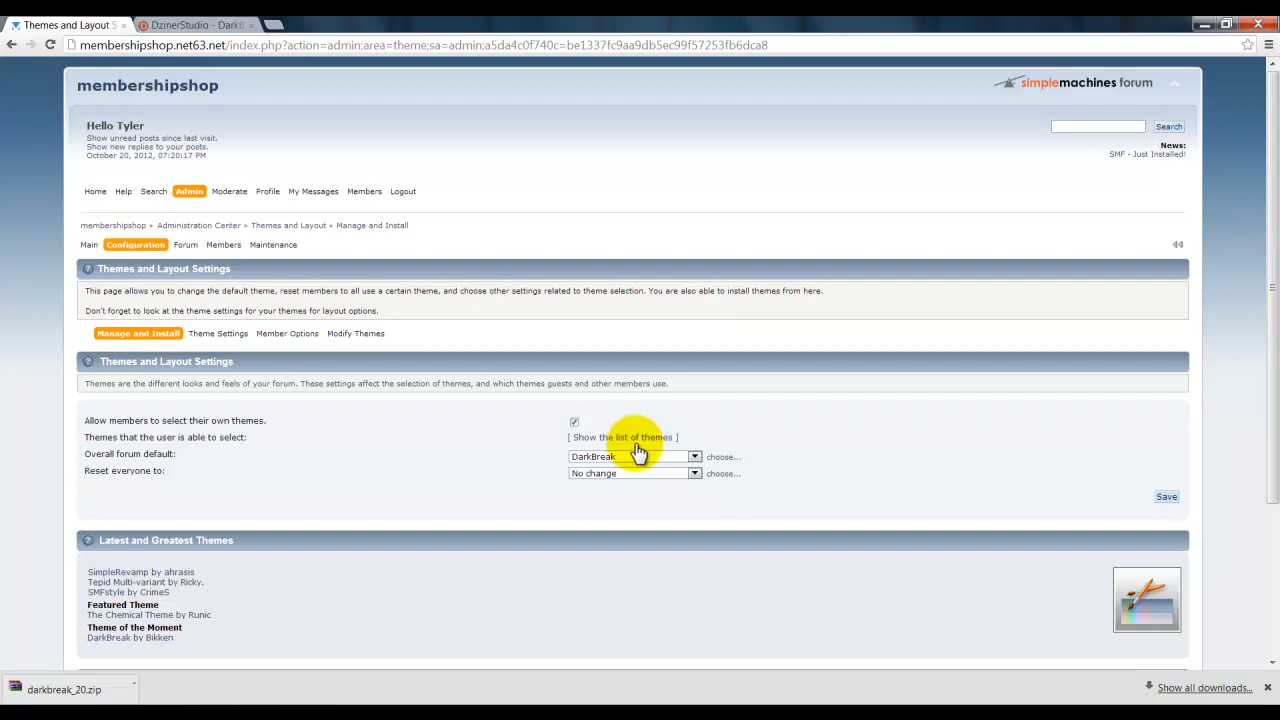 Themes and Layout S
DzinerStudio - DarkB
membershipshop.net63.net/index.php?action=admin;area=theme;sa=admin;a5da4c0f740c=be1337fc9aa9db5ec99f57253fb6dca8
membershipshop
simplemachines forum
Hello Tyler
Show unread posts since last visit.
Show new replies to your posts.
October 20, 2012, 07:20:17 PM
Search
News:
SMF - Just Installed!
Home Help Search Admin Moderate Profile My Messages Members Logout
membershipshop » Administration Center » Themes and Layout » Manage and Install
Main Configuration Forum Members Maintenance
Themes and Layout Settings
This page allows you to change the default theme, reset members to all use a certain theme, and choose other settings related to theme selection. You are also able to install themes from here.
Don't forget to look at the theme settings for your themes for layout options.
Manage and Install Theme Settings Member Options Modify Themes
Themes and Layout Settings
Themes are the different looks and feels of your forum. These settings affect the selection of themes, and which themes guests and other members use.
Allow members to select their own themes.
Themes that the user is able to select: [ Show the list of themes ]
Overall forum default: DarkBreak choose...
Reset everyone to: No change choose...
Save
Latest and Greatest Themes
SimpleRevamp by ahrasis
Tepid Multi-variant by Ricky.
SMFstyle by CrimeS
Featured Theme
The Chemical Theme by Runic
Theme of the Moment
DarkBreak by Bikken
darkbreak_20.zip
Show all downloads...